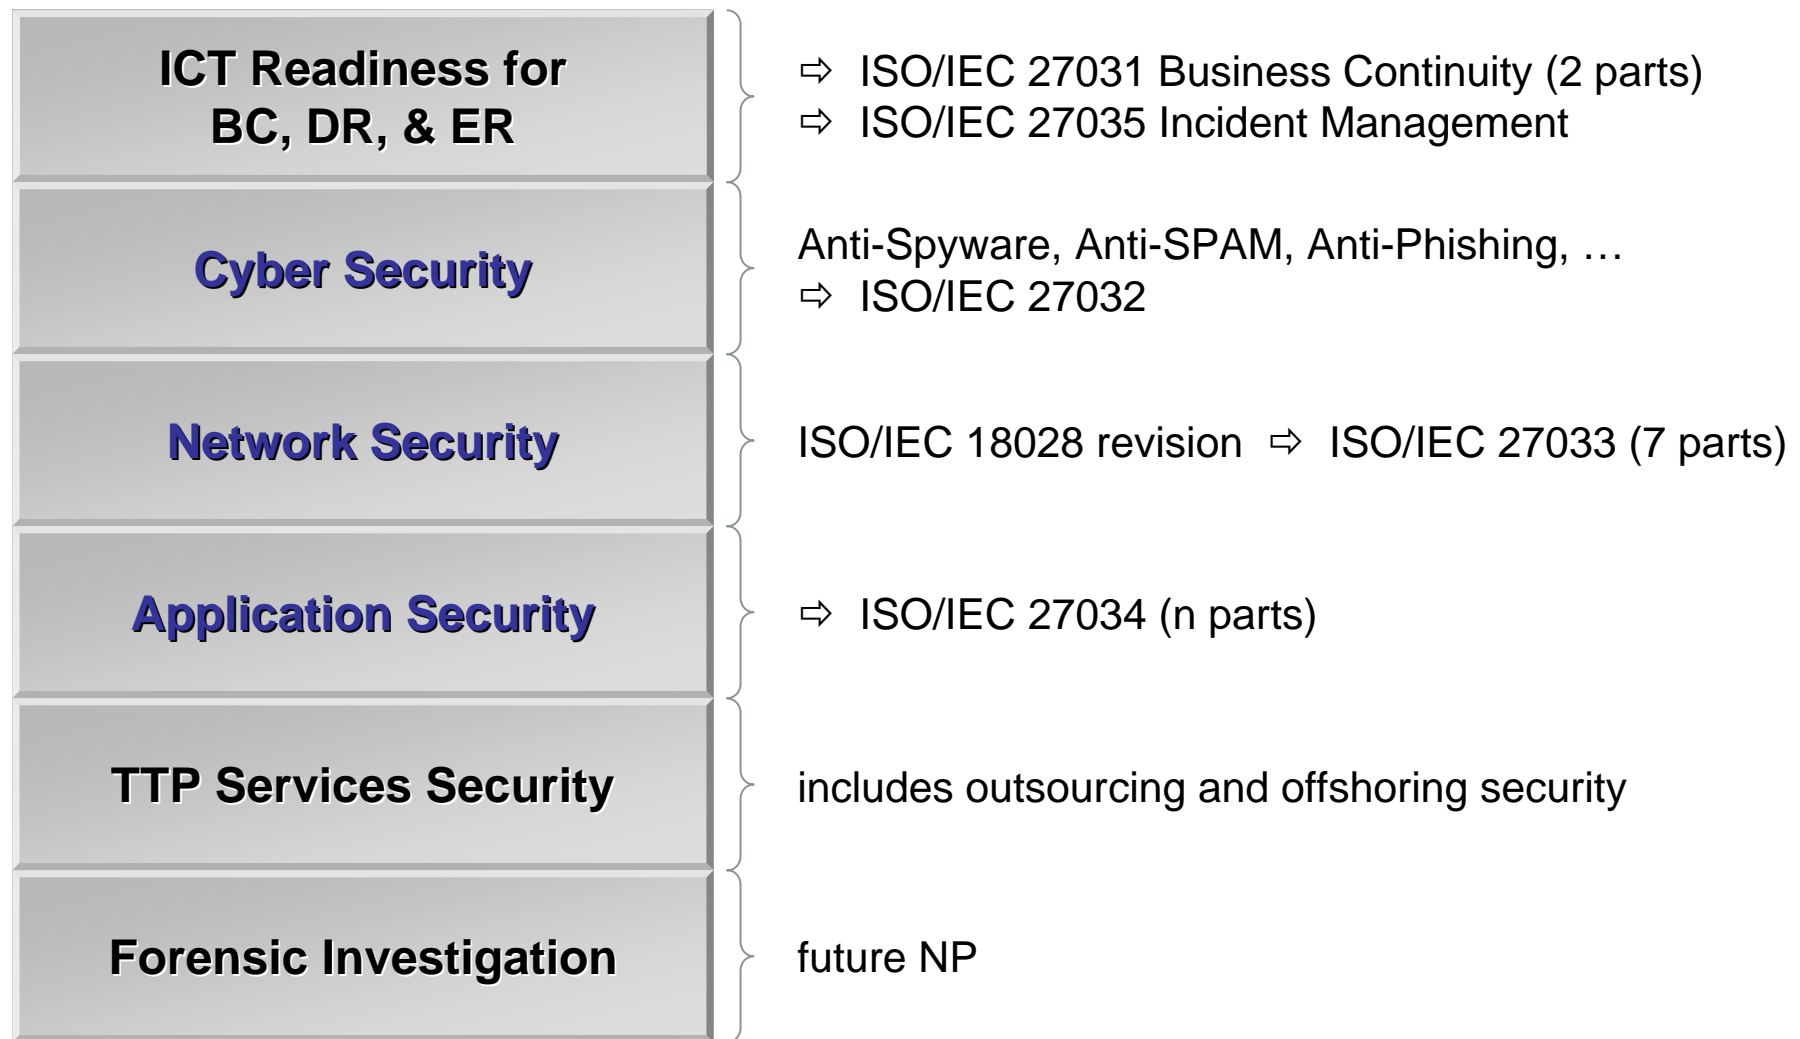 ICT Readiness for
BC, DR, & ER
⇨ ISO/IEC 27031 Business Continuity (2 parts)
⇨ ISO/IEC 27035 Incident Management
Cyber Security
Anti-Spyware, Anti-SPAM, Anti-Phishing, …
⇨ ISO/IEC 27032
Network Security
ISO/IEC 18028 revision ⇨ ISO/IEC 27033 (7 parts)
Application Security
⇨ ISO/IEC 27034 (n parts)
TTP Services Security
includes outsourcing and offshoring security
Forensic Investigation
future NP